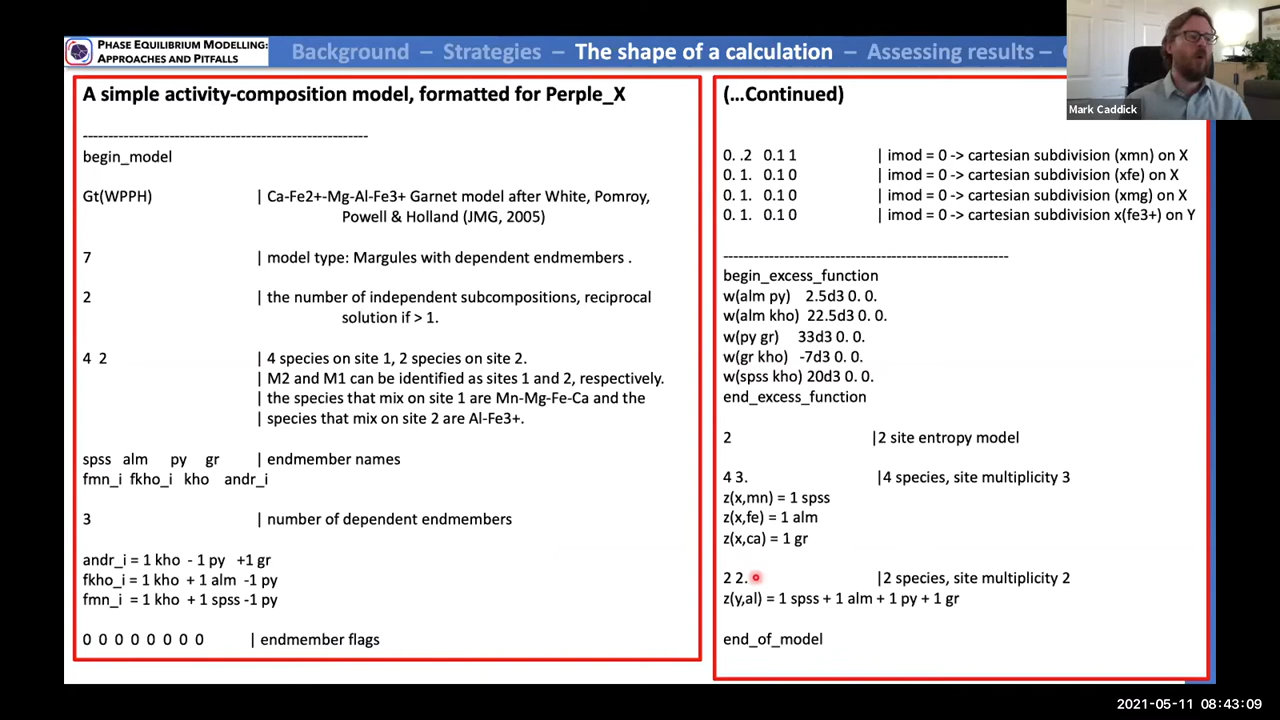 PHASE EQUILIBRIUM MODELLING:
APPROACHES AND PITFALLS
Background – Strategies – The shape of a calculation – Assessing results –
Mark Caddick
A simple activity-composition model, formatted for Perple_X
-------------------------------------------------------
begin_model
Gt(WPPH) | Ca-Fe2+-Mg-Al-Fe3+ Garnet model after White, Pomroy,
Powell & Holland (JMG, 2005)
7 | model type: Margules with dependent endmembers .
2 | the number of independent subcompositions, reciprocal
solution if > 1.
4 2 | 4 species on site 1, 2 species on site 2.
| M2 and M1 can be identified as sites 1 and 2, respectively.
the species that mix on site 1 are Mn-Mg-Fe-Ca and the
| species that mix on site 2 are Al-Fe3+.
spss alm py gr | endmember names
fmn_i fkho_i kho andr_i
3 | number of dependent endmembers
andr_i = 1 kho - 1 py +1 gr
fkho_i = 1 kho + 1 alm -1 py
fmn_i = 1 kho + 1 spss -1 py
0 0 0 0 0 0 0 0 | endmember flags
(…Continued)
0. .2 0.1 1 | imod = 0 -> cartesian subdivision (xmn) on X
0. 1. 0.1 0 | imod = 0 -> cartesian subdivision (xfe) on X
0. 1. 0.1 0 | imod = 0 -> cartesian subdivision (xmg) on X
0. 1. 0.1 0 | imod = 0 -> cartesian subdivision x(fe3+) on Y
-------------------------------------------------------
begin_excess_function
w(alm py) 2.5d3 0. 0.
w(alm kho) 22.5d3 0. 0.
w(py gr) 33d3 0. 0.
w(gr kho) -7d3 0. 0.
w(spss kho) 20d3 0. 0.
end_excess_function
2 |2 site entropy model
4 3. |4 species, site multiplicity 3
z(x,mn) = 1 spss
z(x,fe) = 1 alm
z(x,ca) = 1 gr
2 2. |2 species, site multiplicity 2
z(y,al) = 1 spss + 1 alm + 1 py + 1 gr
end_of_model
2021-05-11 08:43:09